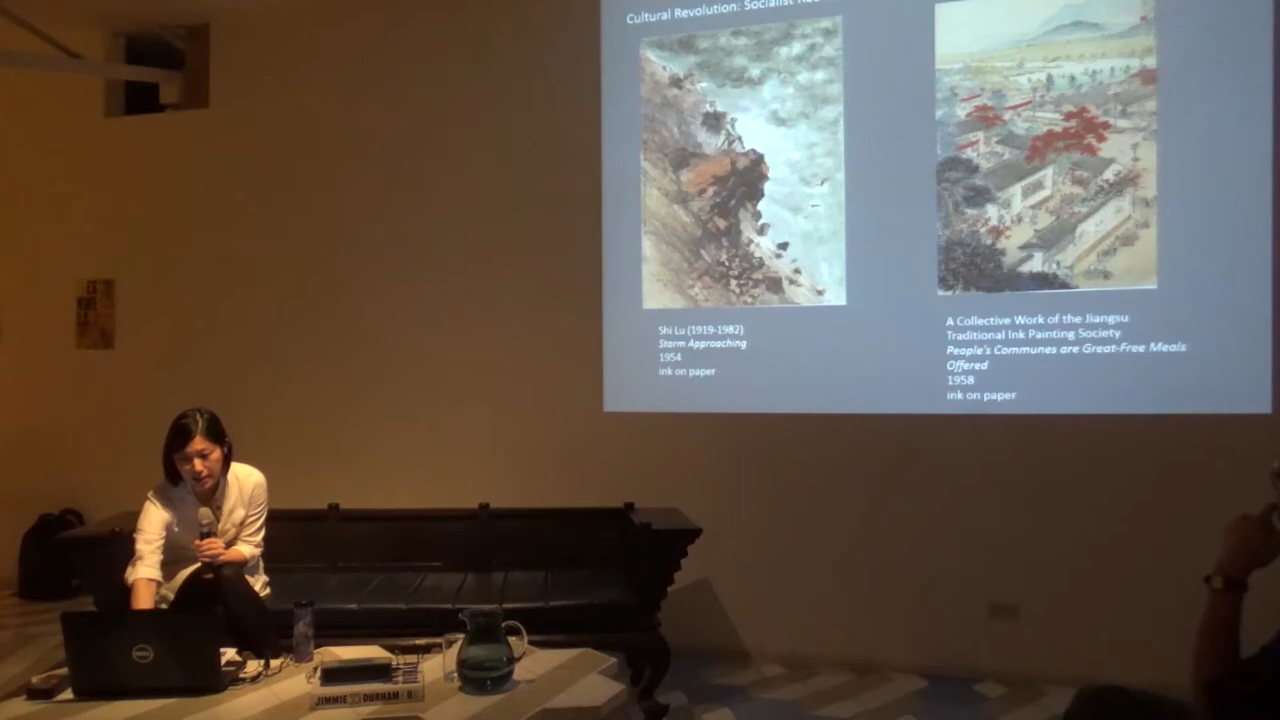 Cultural Revolution: Socialist
Shi Lu (1919-1982)
Storm Approaching
1954
ink on paper
A Collective Work of the Jiangsu
Traditional Ink Painting Society
People's Communes are Great-Free Meals
Offered
1958
ink on paper
DELL
JIMMIE DURHAM